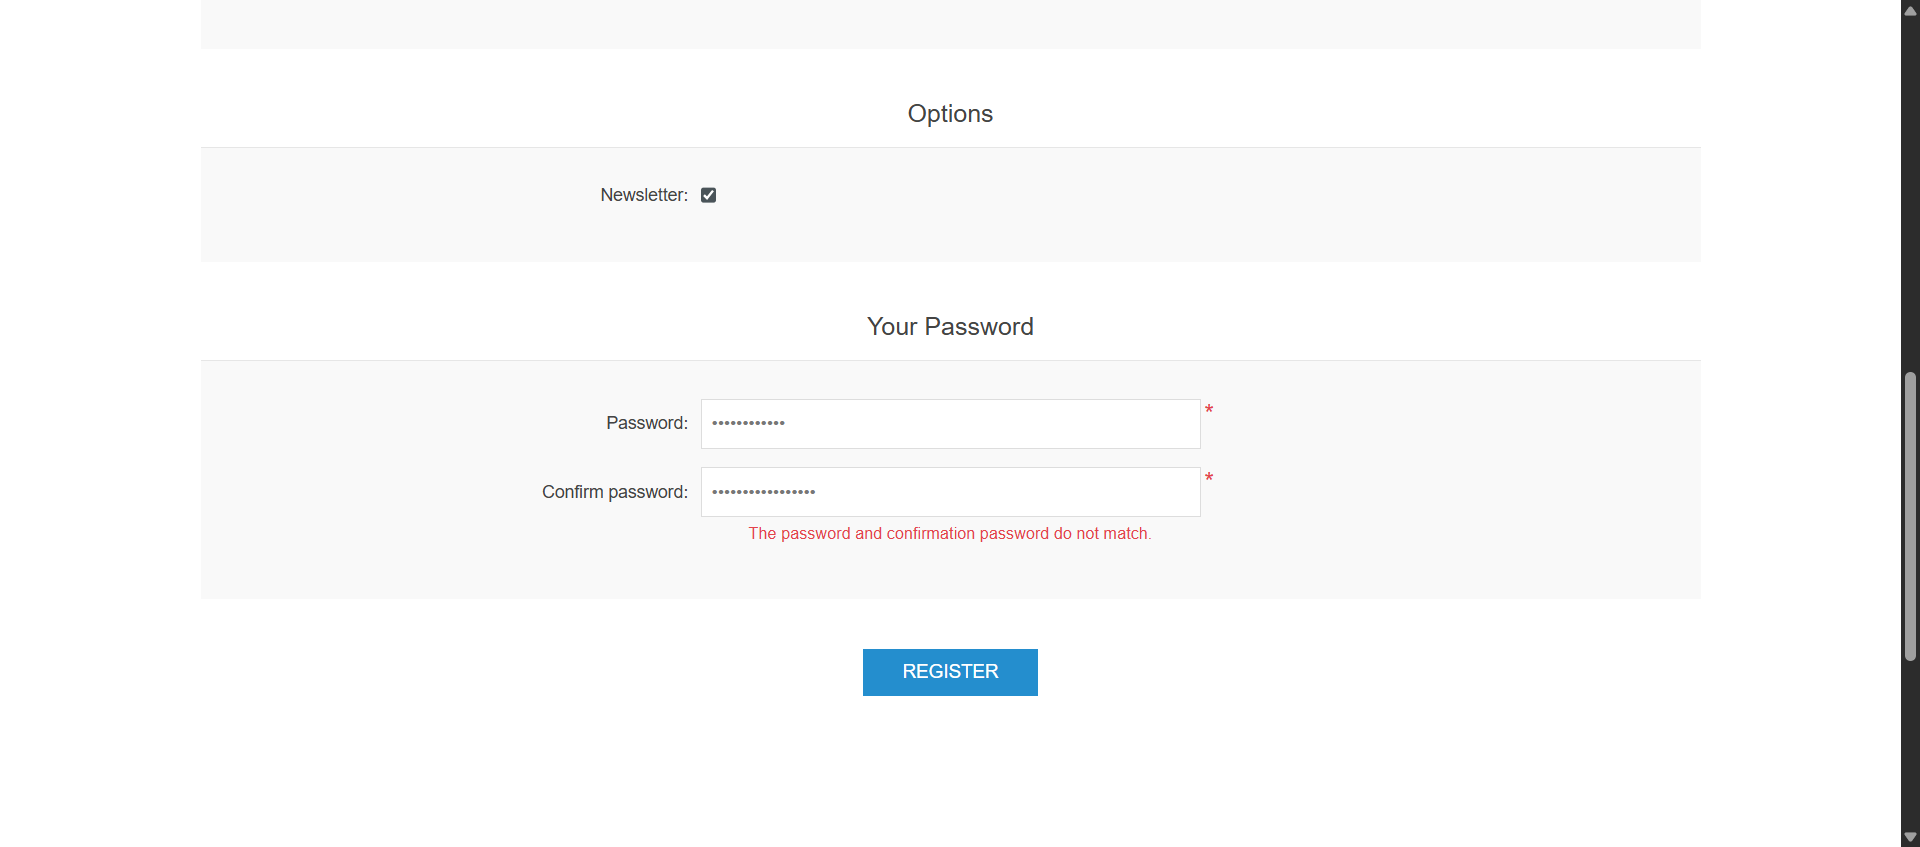 Options
Newsletter:
Your Password
Password: •••••••••••• *
Confirm password: ••••••••••••••••• *
The password and confirmation password do not match.
REGISTER